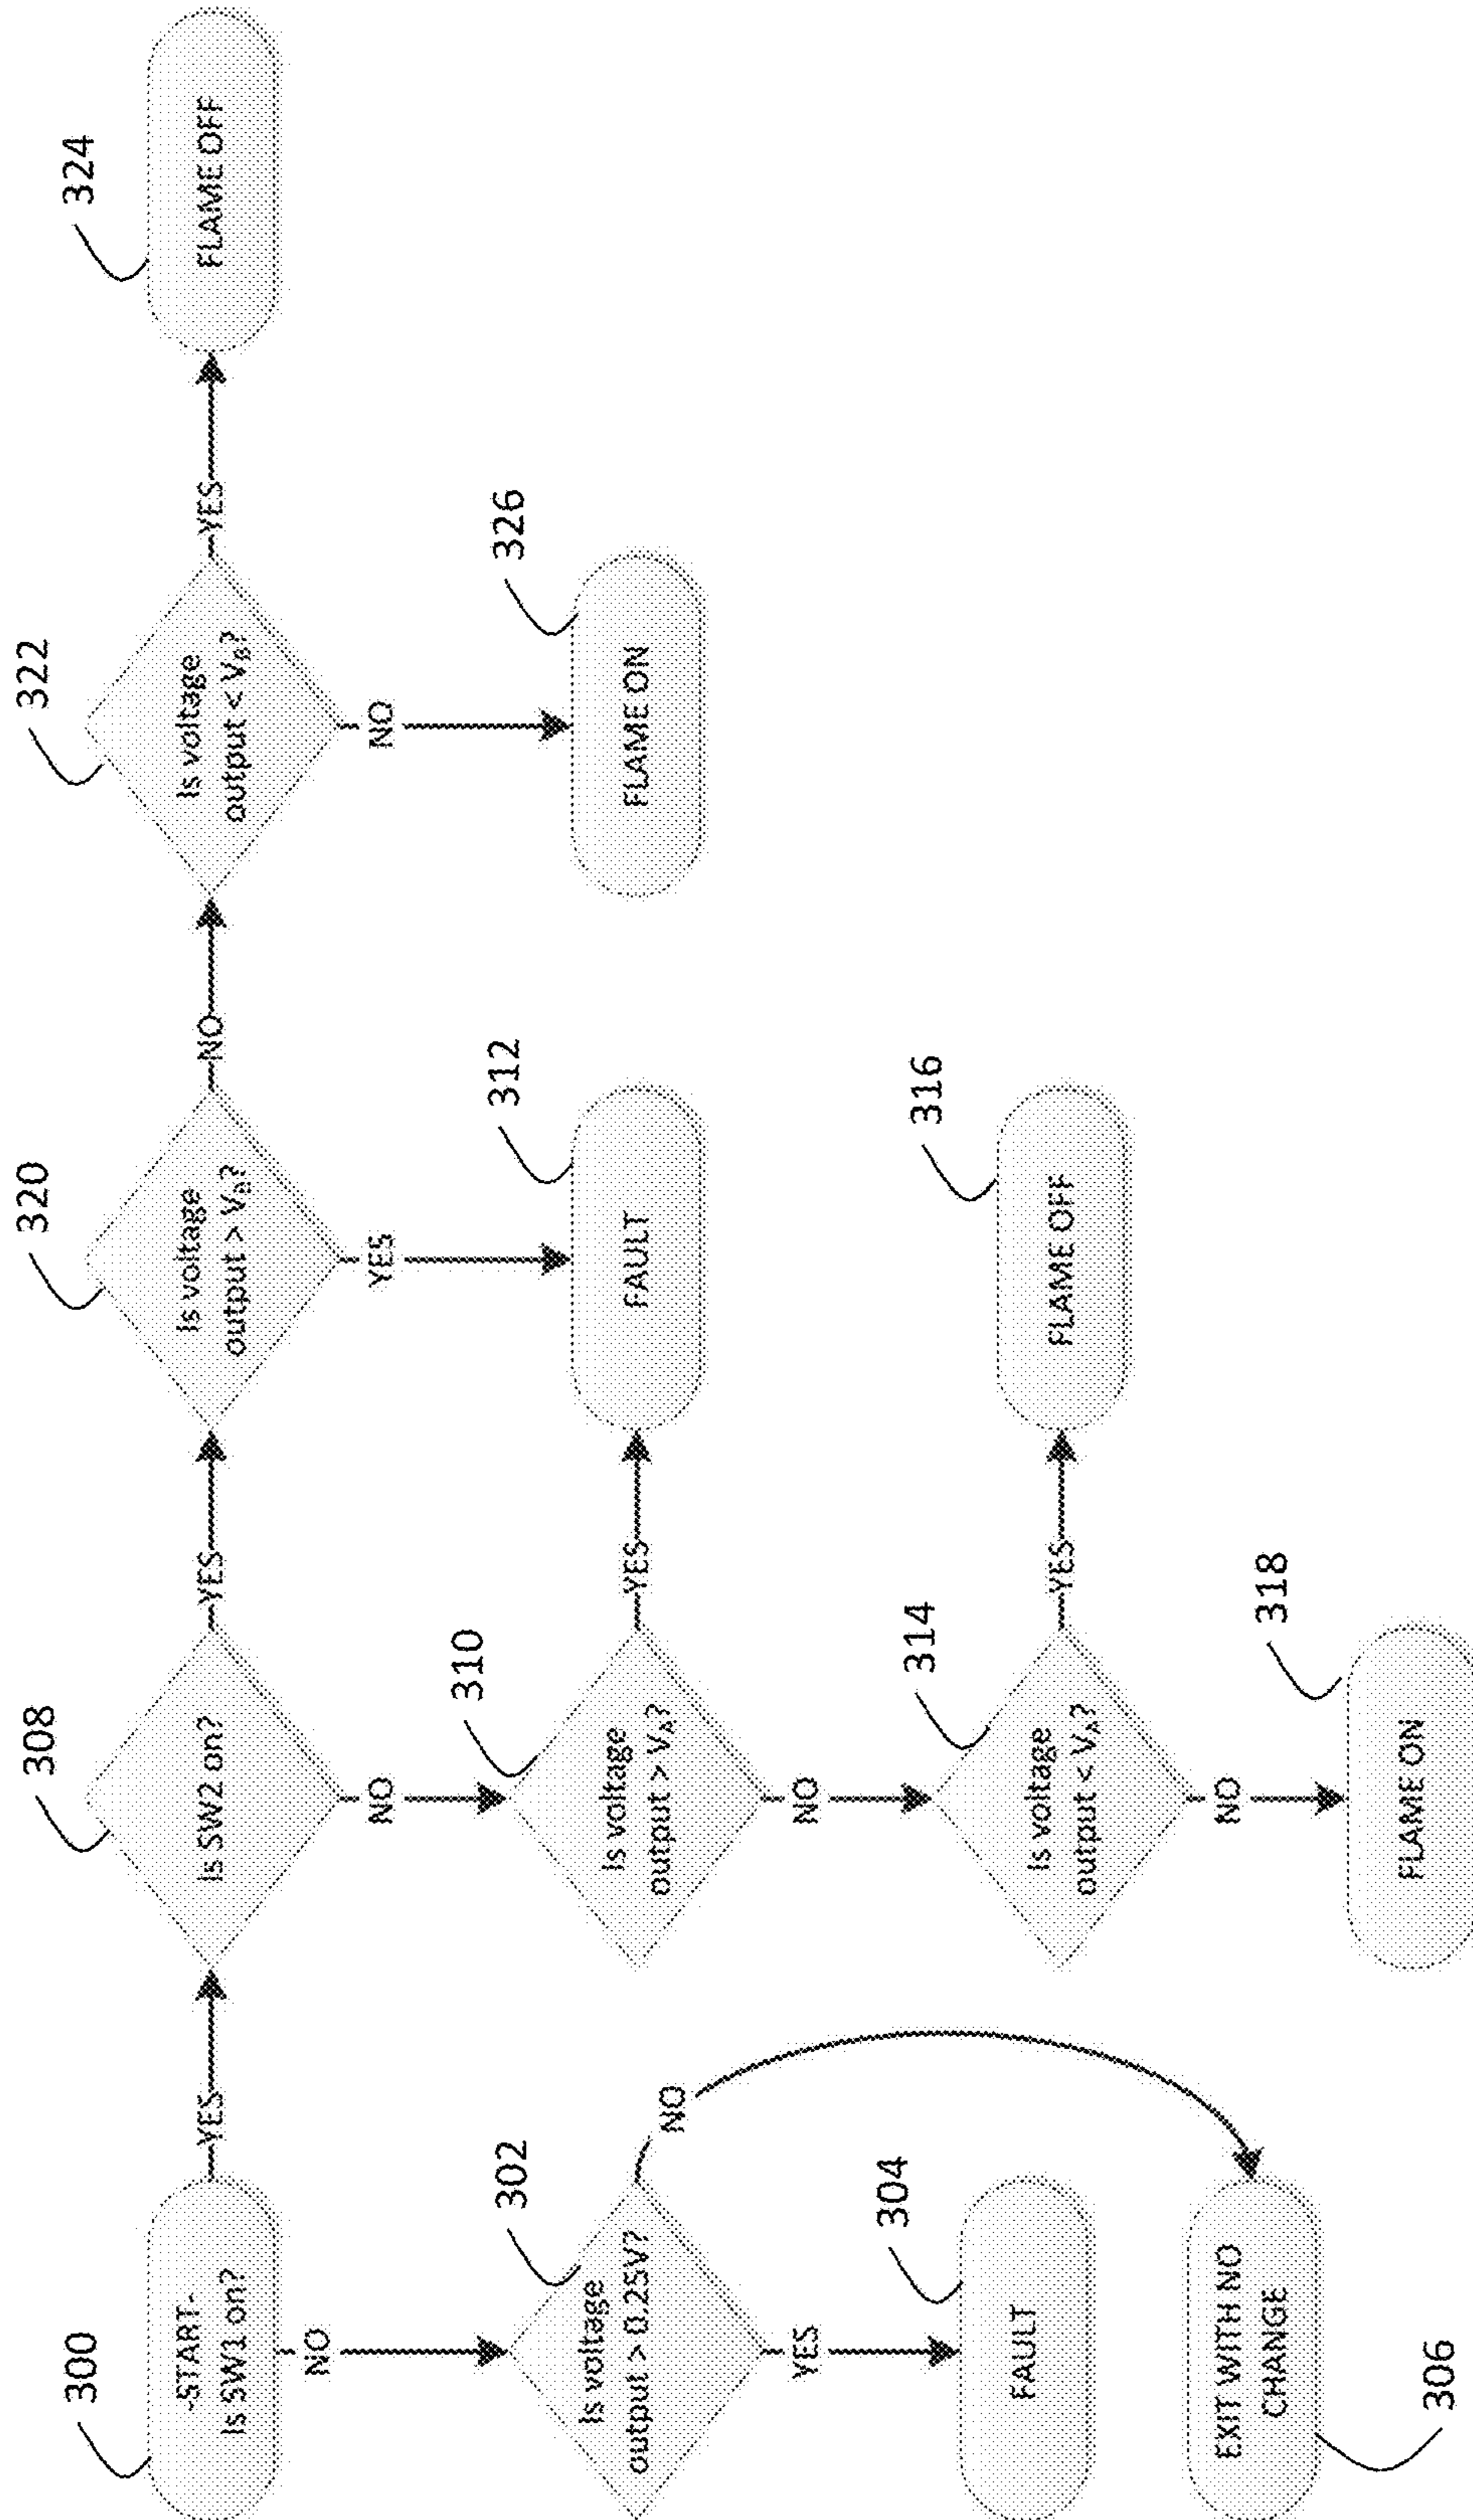 300
-START-
Is SW1 on?
YES
NO
302
Is voltage
output > 0.25V?
YES
NO
304
FAULT
306
EXIT WITH NO
CHANGE
308
Is SW2 on?
YES
NO
310
Is voltage
output > VA?
YES
NO
312
FAULT
314
Is voltage
output < VA?
YES
NO
316
FLAME OFF
318
FLAME ON
320
Is voltage
output > VB?
NO
YES
322
Is voltage
output < VB?
YES
NO
324
FLAME OFF
326
FLAME ON